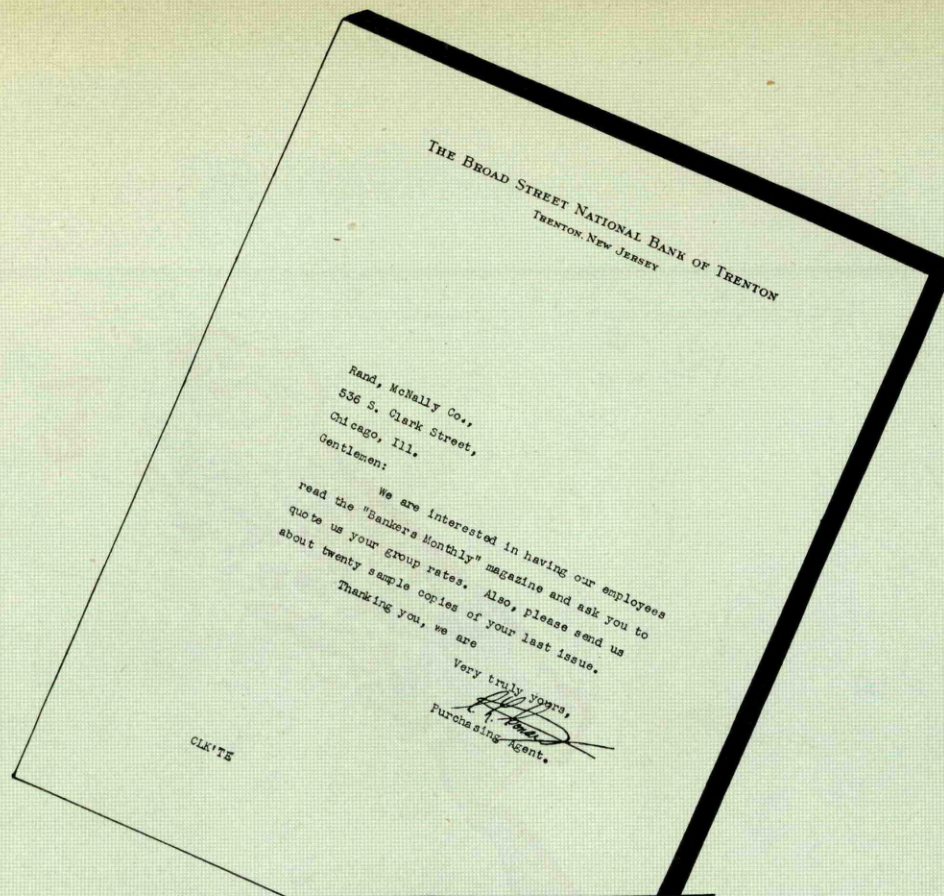 THE BROAD STREET NATIONAL BANK OF TRENTON
TRENTON, NEW JERSEY
Rand, McNally Co.,
536 S. Clark Street,
Chicago, Ill.
Gentlemen:
We are interested in having our employees
read the "Bankers Monthly" magazine and ask you to
quote us your group rates. Also, please send us
about twenty sample copies of your last issue.
Thanking you, we are
Very truly yours,
Purchasing Agent.
CLK'TE